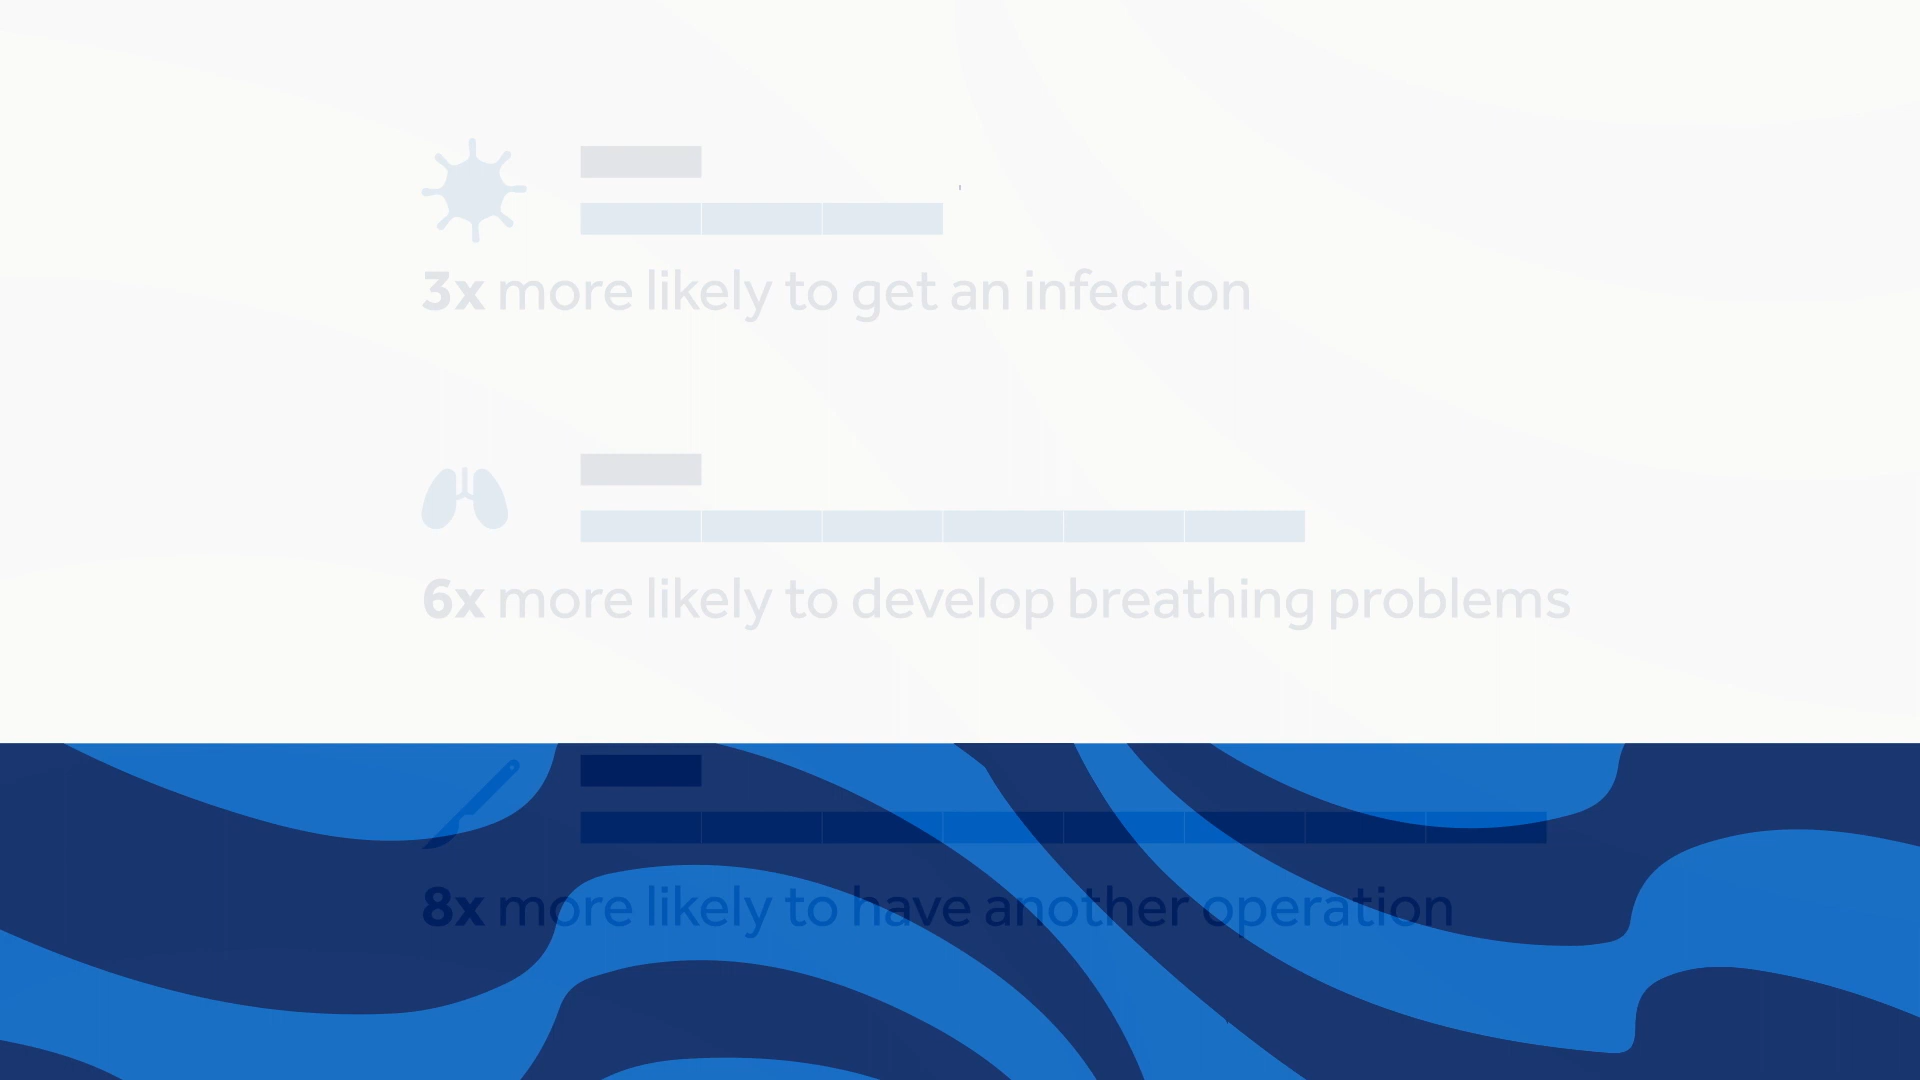 3x more likely to get an infection
6x more likely to develop breathing problems
8x more likely to have another operation